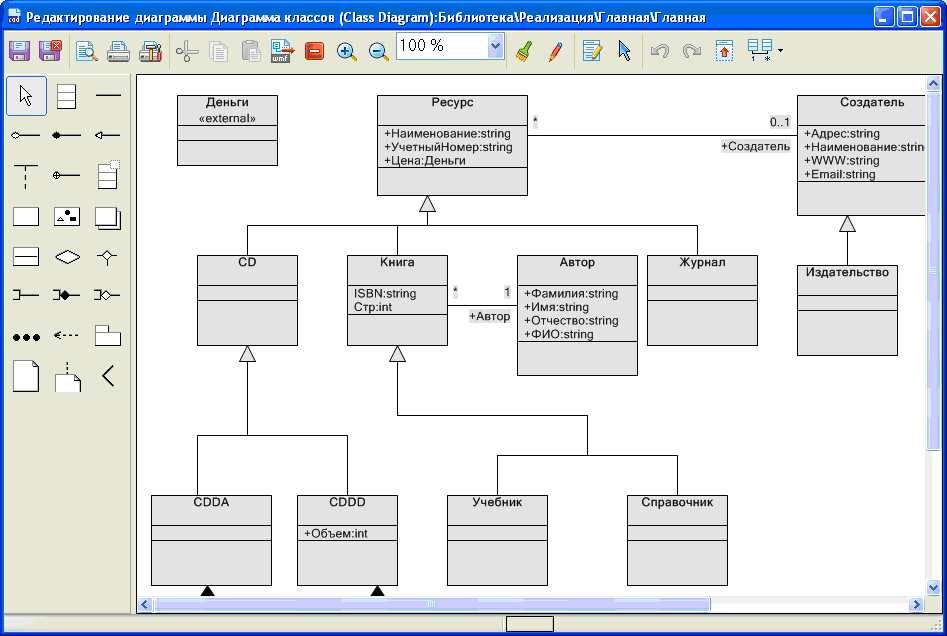 Редактирование диаграммы Диаграмма классов (Class Diagram):Библиотека\Реализация\Главная\Главная
wmf
100 %
1 *
Деньги
«external»
Ресурс
+Наименование:string
+УчетныйНомер:string
+Цена:Деньги
*
0..1
+Создатель
Создатель
+Адрес:string
+Наименование:strin
+WWW:string
+Email:string
CD
Книга
ISBN:string
Стр:int
*
1
+Автор
Автор
+Фамилия:string
+Имя:string
+Отчество:string
+ФИО:string
Журнал
Издательство
CDDA
CDDD
+Объем:int
Учебник
Справочник